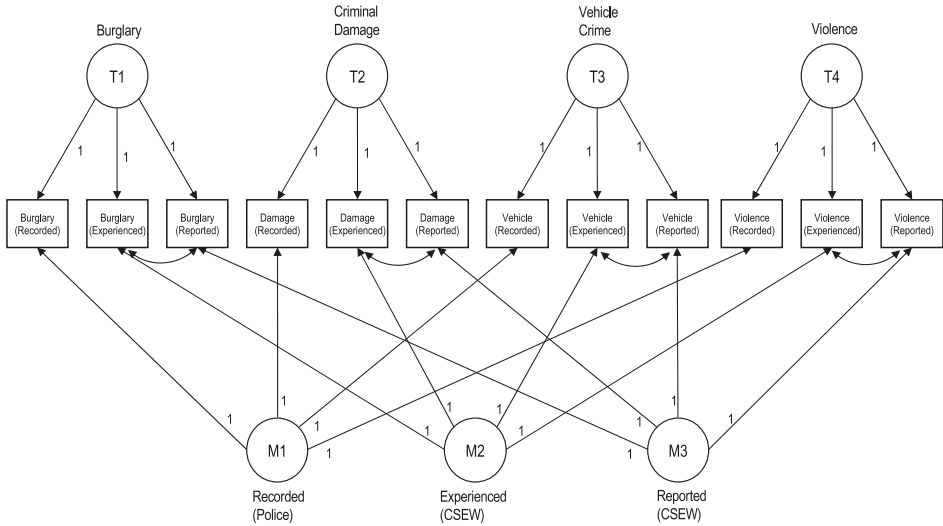 Burglary
Criminal
Damage
Vehicle
Crime
Violence
T1
T2
T3
T4
1
1
1
1
1
1
1
1
1
1
1
1
Burglary
(Recorded)
Burglary
(Experienced)
Burglary
(Reported)
Damage
(Recorded)
Damage
(Experienced)
Damage
(Reported)
Vehicle
(Recorded)
Vehicle
(Experienced)
Vehicle
(Reported)
Violence
(Recorded)
Violence
(Experienced)
Violence
(Reported)
1
1
1
1
1
1
1
1
1
1
1
1
M1
M2
M3
Recorded
(Police)
Experienced
(CSEW)
Reported
(CSEW)